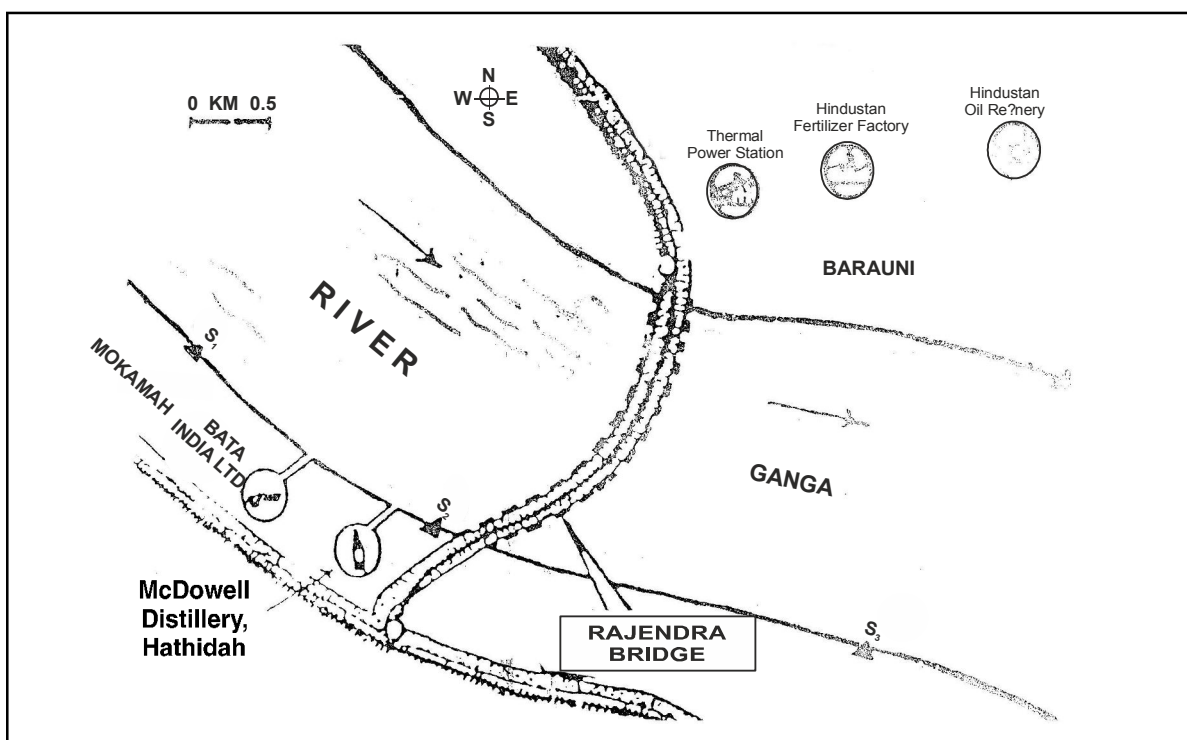 N
W E
S
0 KM 0.5
Hindustan
Oil Re?nery
Hindustan
Fertilizer Factory
Thermal
Power Station
BARAUNI
RIVER
S1
MOKAMAH
BATA
INDIA LTD
GANGA
S2
McDowell
Distillery,
Hathidah
RAJENDRA
BRIDGE
S3